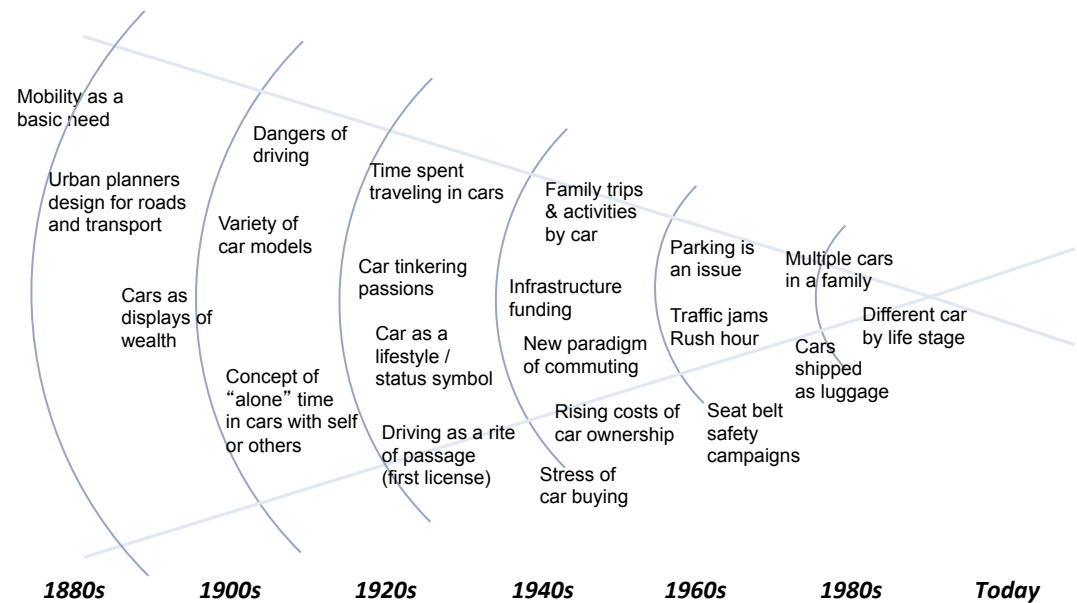 Mobility as a
basic need
Urban planners
design for roads
and transport
Cars as
displays of
wealth
Dangers of
driving
Variety of
car models
Concept of
“alone” time
in cars with self
or others
Time spent
traveling in cars
Car tinkering
passions
Car as a
lifestyle /
status symbol
Driving as a rite
of passage
(first license)
Family trips
& activities
by car
Infrastructure
funding
New paradigm
of commuting
Rising costs of
car ownership
Stress of
car buying
Parking is
an issue
Traffic jams
Rush hour
Seat belt
safety
campaigns
Multiple cars
in a family
Different car
by life stage
Cars
shipped
as luggage
1880s 1900s 1920s 1940s 1960s 1980s Today